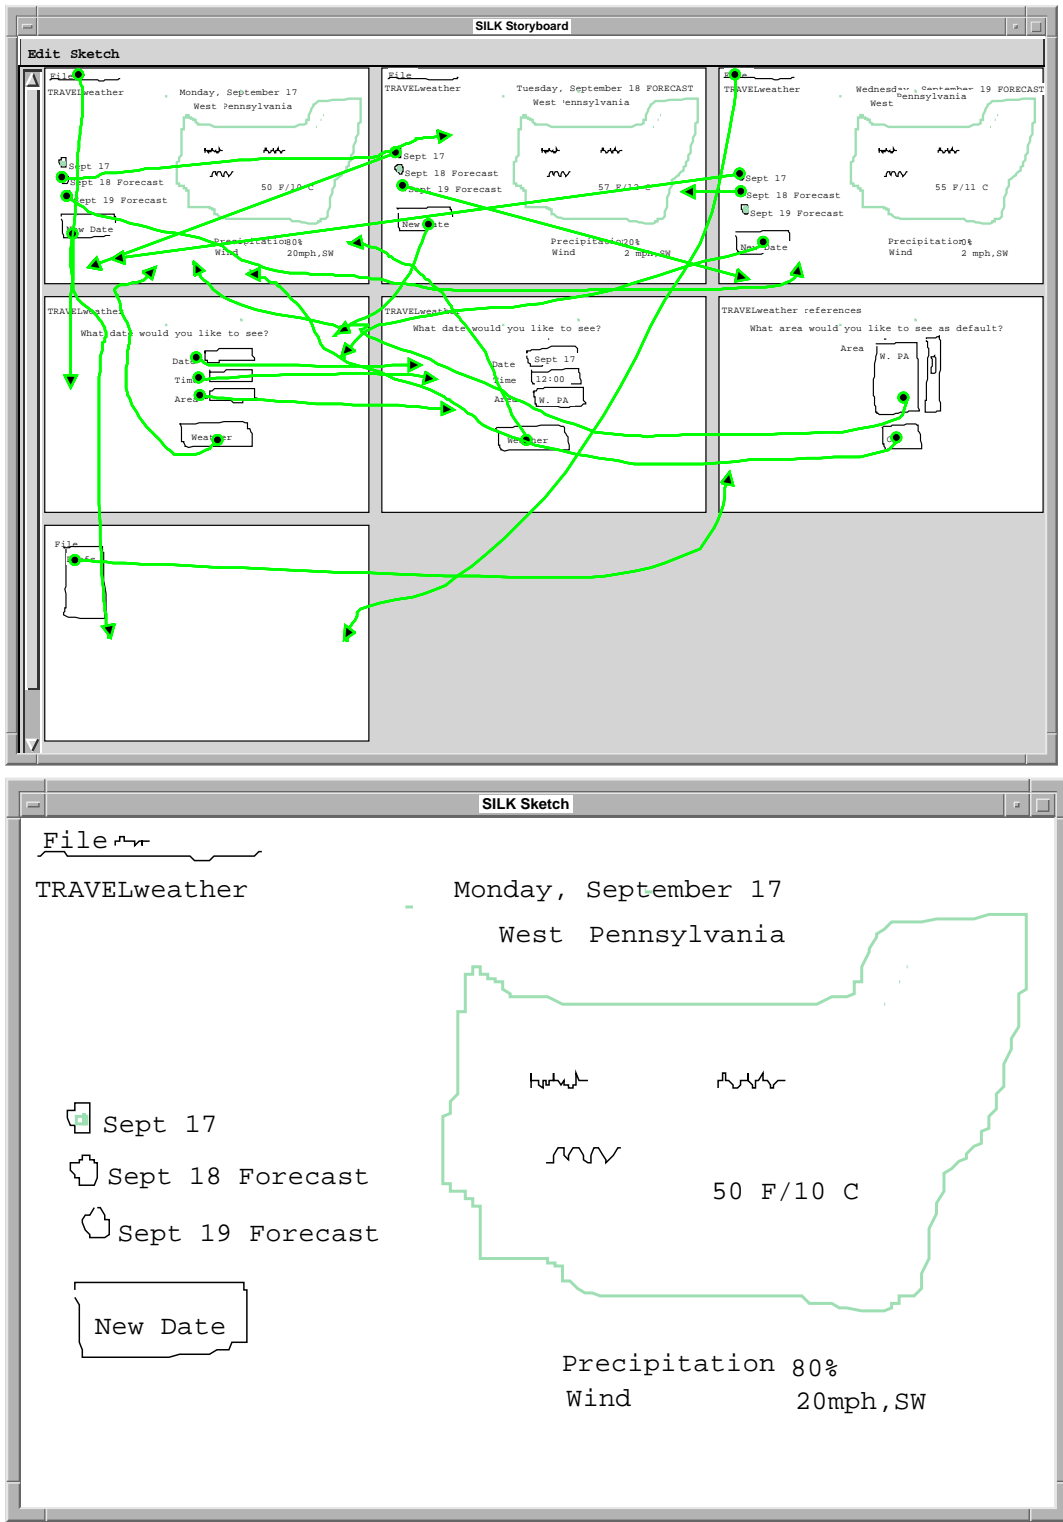 SILK Storyboard
Edit Sketch
File
TRAVELweather
Monday, September 17
West Pennsylvania
Sept 17
Sept 18 Forecast
Sept 19 Forecast
New Date
50 F/10 C
Precipitation 80%
Wind 20mph,SW
File
TRAVELweather
Tuesday, September 18 FORECAST
West Pennsylvania
Sept 17
Sept 18 Forecast
Sept 19 Forecast
New Date
57 F/12 C
Precipitation 20%
Wind 2 mph,SW
File
TRAVELweather
Wednesday, September 19 FORECAST
West Pennsylvania
Sept 17
Sept 18 Forecast
Sept 19 Forecast
New Date
55 F/11 C
Precipitation 0%
Wind 2 mph,SW
TRAVELweather
What date would you like to see?
Date
Time
Area
Weather
TRAVELweather
What date would you like to see?
Date Sept 17
Time 12:00
Area W. PA
Weather
TRAVELweather references
What area would you like to see as default?
Area W. PA
File
SILK Sketch
File
TRAVELweather
Monday, September 17
West Pennsylvania
Sept 17
Sept 18 Forecast
50 F/10 C
Sept 19 Forecast
New Date
Precipitation 80%
Wind 20mph,SW